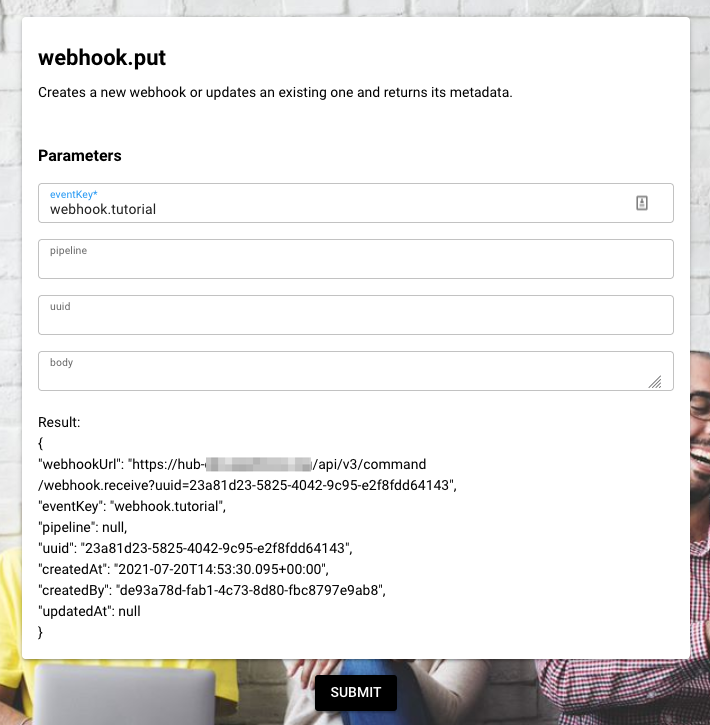 webhook.put
Creates a new webhook or updates an existing one and returns its metadata.
Parameters
eventKey*
webhook.tutorial
pipeline
uuid
body
Result:
{
"webhookUrl": "https://hub- /api/v3/command
/webhook.receive?uuid=23a81d23-5825-4042-9c95-e2f8fdd64143",
"eventKey": "webhook.tutorial",
"pipeline": null,
"uuid": "23a81d23-5825-4042-9c95-e2f8fdd64143",
"createdAt": "2021-07-20T14:53:30.095+00:00",
"createdBy": "de93a78d-fab1-4c73-8d80-fbc8797e9ab8",
"updatedAt": null
}
SUBMIT